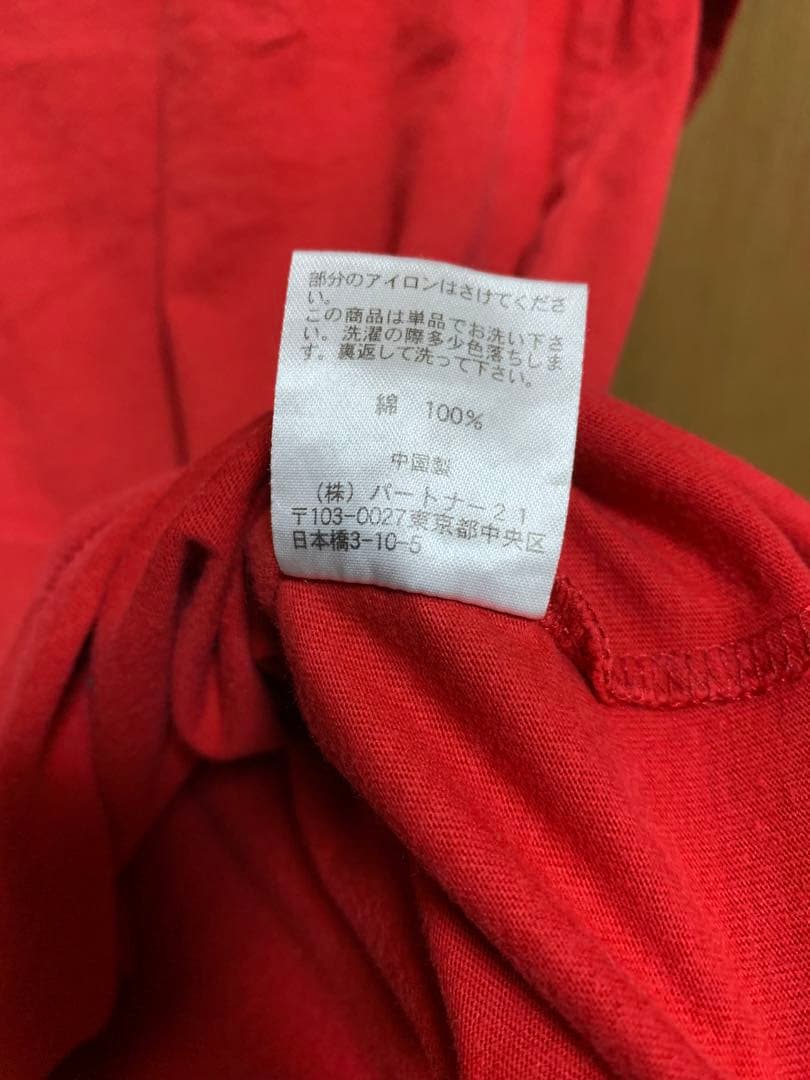 部分のアイロンはさけてくださ
い。
この商品は単品でお洗い下さ
い。洗濯の際多少色落ちしま
す。裏返して洗って下さい。
綿 100%
中国製
(株) パートナー21
〒103-0027東京都中央区
日本橋3-10-5